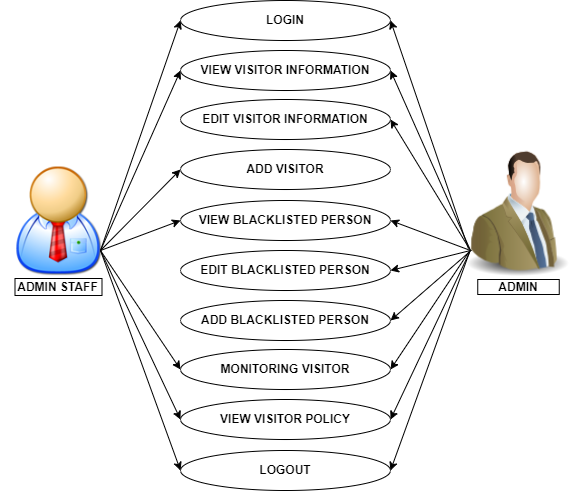 LOGIN
VIEW VISITOR INFORMATION
EDIT VISITOR INFORMATION
ADD VISITOR
VIEW BLACKLISTED PERSON
EDIT BLACKLISTED PERSON
ADMIN STAFF
ADMIN
ADD BLACKLISTED PERSON
MONITORING VISITOR
VIEW VISITOR POLICY
LOGOUT